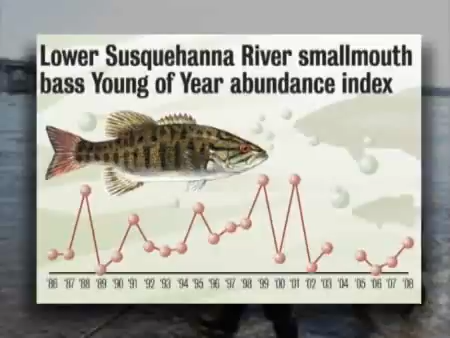 Lower Susquehanna River smallmouth
bass Young of Year abundance index
'86 '87 '88 '89 '90 '91 '92 '93 '94 '95 '96 '97 '98 '99 '00 '01 '02 '03 '04 '05 '06 '07 '08